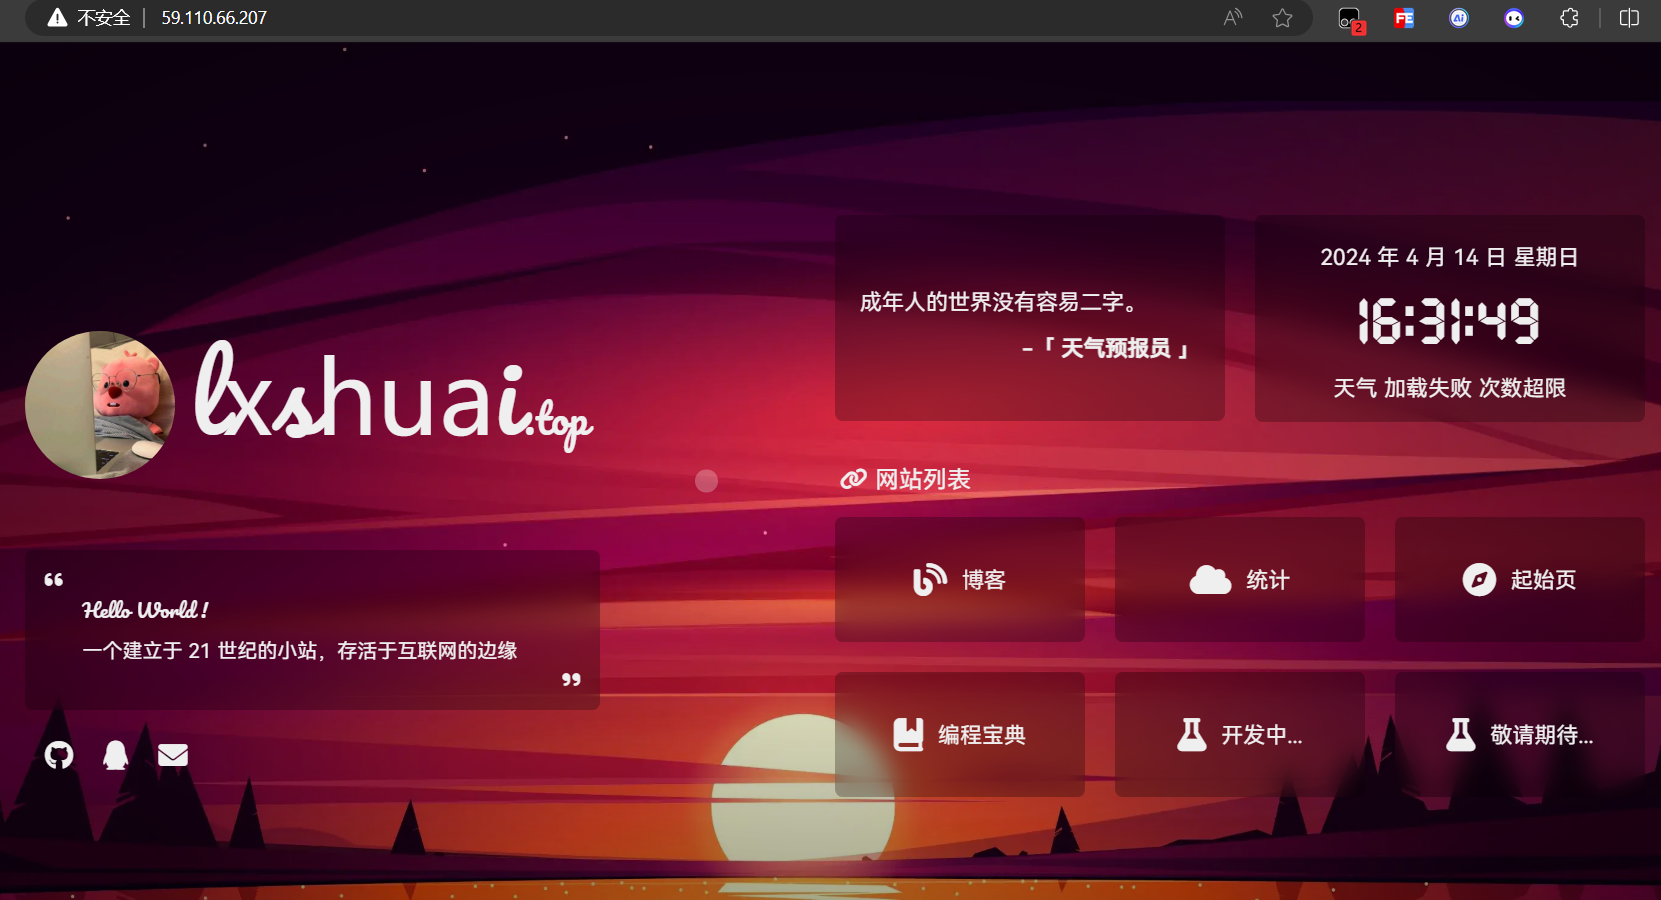 不安全 59.110.66.207
2
FE
Ai
lxshuai.top
Hello World !
一个建立于 21 世纪的小站，存活于互联网的边缘
成年人的世界没有容易二字。
-「 天气预报员 」
2024 年 4 月 14 日 星期日
16:31:49
天气 加载失败 次数超限
网站列表
博客
统计
起始页
编程宝典
开发中...
敬请期待...